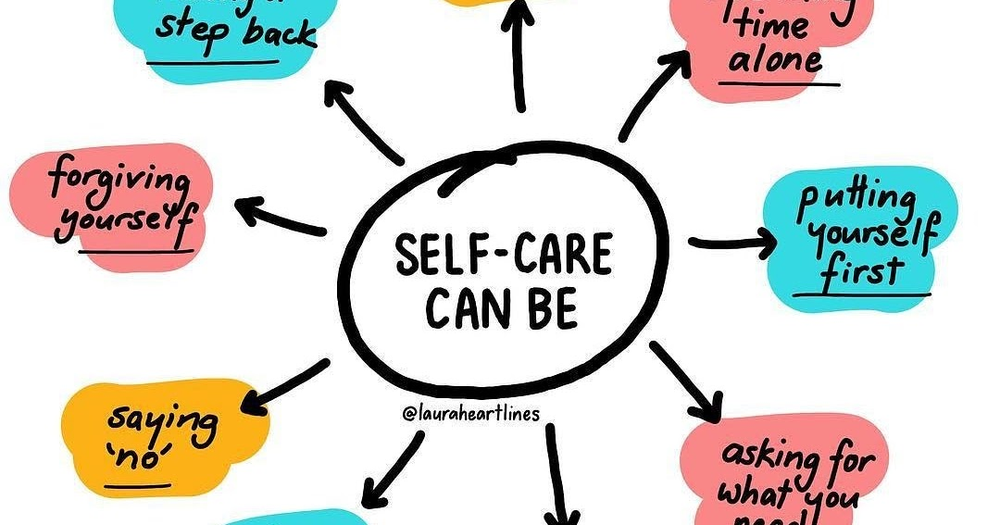 step back
time
alone
forgiving
yourself
putting
yourself
first
SELF-CARE
CAN BE
@lauraheartlines
saying
'no'
asking for
what you